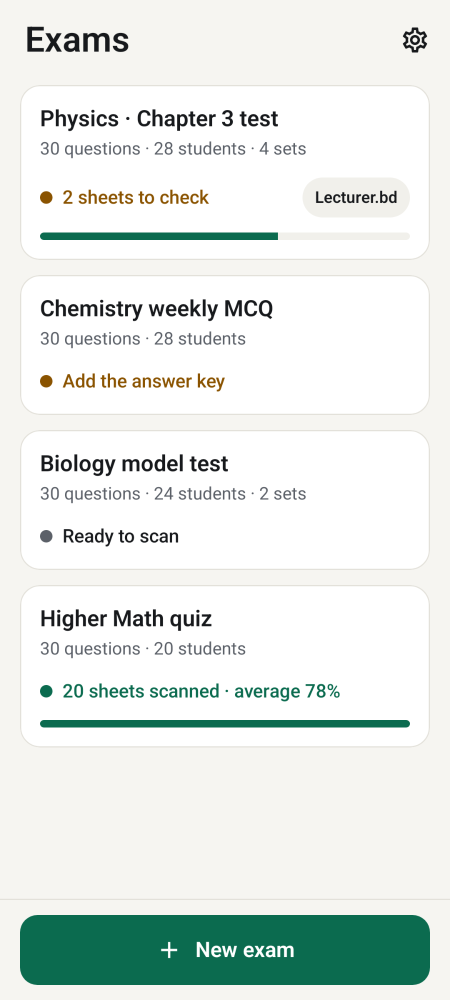 Exams
Physics · Chapter 3 test
30 questions · 28 students · 4 sets
2 sheets to check
Lecturer.bd
Chemistry weekly MCQ
30 questions · 28 students
Add the answer key
Biology model test
30 questions · 24 students · 2 sets
Ready to scan
Higher Math quiz
30 questions · 20 students
20 sheets scanned · average 78%
+ New exam